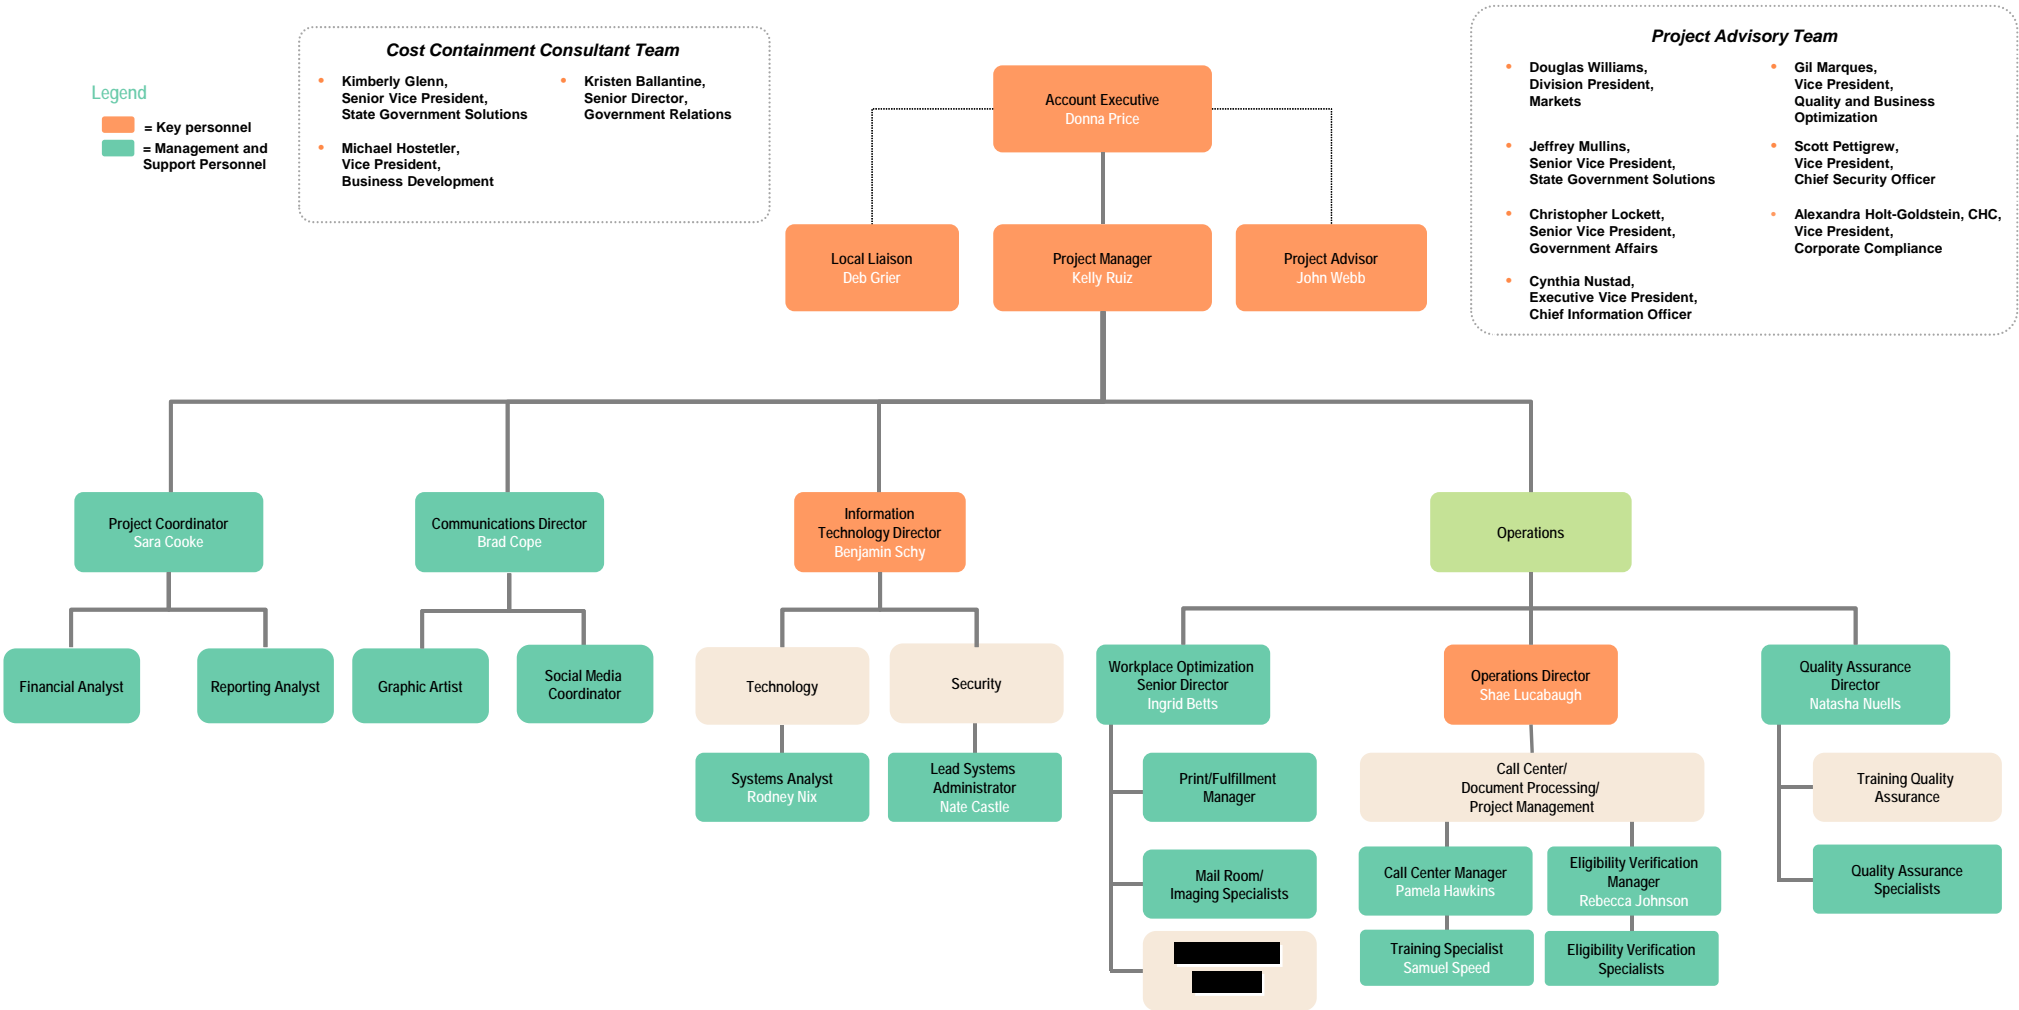 Cost Containment Consultant Team
• Kimberly Glenn,
Senior Vice President,
State Government Solutions
• Michael Hostetler,
Vice President,
Business Development
• Kristen Ballantine,
Senior Director,
Government Relations
Project Advisory Team
• Douglas Williams,
Division President,
Markets
• Jeffrey Mullins,
Senior Vice President,
State Government Solutions
• Christopher Lockett,
Senior Vice President,
Government Affairs
• Cynthia Nustad,
Executive Vice President,
Chief Information Officer
• Gil Marques,
Vice President,
Quality and Business
Optimization
• Scott Pettigrew,
Vice President,
Chief Security Officer
• Alexandra Holt-Goldstein, CHC,
Vice President,
Corporate Compliance
Legend
= Key personnel
= Management and
Support Personnel
Account Executive
Donna Price
Local Liaison
Deb Grier
Project Manager
Kelly Ruiz
Project Advisor
John Webb
Project Coordinator
Sara Cooke
Communications Director
Brad Cope
Information
Technology Director
Benjamin Schy
Operations
Financial Analyst
Reporting Analyst
Graphic Artist
Social Media
Coordinator
Technology
Security
Workplace Optimization
Senior Director
Ingrid Betts
Operations Director
Shae Lucabaugh
Quality Assurance
Director
Natasha Nuells
Systems Analyst
Rodney Nix
Lead Systems
Administrator
Nate Castle
Print/Fulfillment
Manager
Call Center/
Document Processing/
Project Management
Training Quality
Assurance
Mail Room/
Imaging Specialists
Call Center Manager
Pamela Hawkins
Eligibility Verification
Manager
Rebecca Johnson
Quality Assurance
Specialists
Training Specialist
Samuel Speed
Eligibility Verification
Specialists